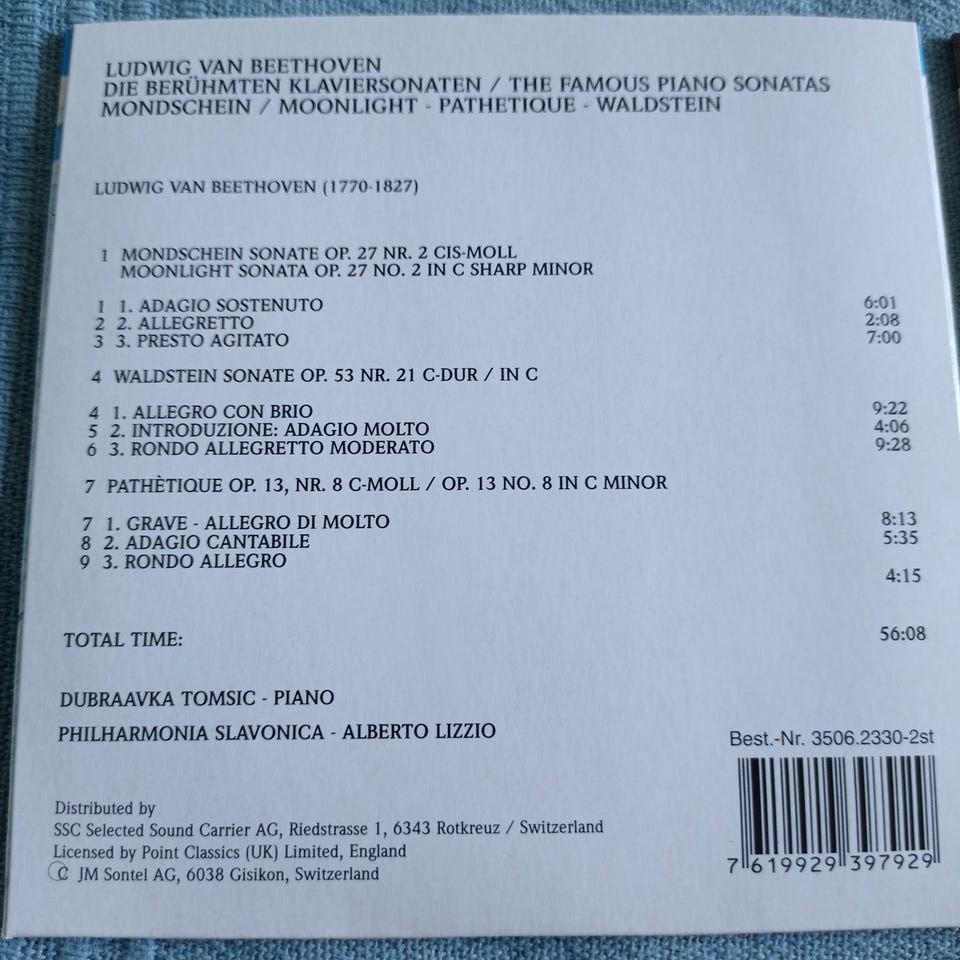 LUDWIG VAN BEETHOVEN
DIE BERÜHMTEN KLAVIERSONATEN / THE FAMOUS PIANO SONATAS
MONDSCHEIN / MOONLIGHT - PATHETIQUE - WALDSTEIN
LUDWIG VAN BEETHOVEN (1770-1827)
1 MONDSCHEIN SONATE OP. 27 NR. 2 CIS-MOLL
MOONLIGHT SONATA OP. 27 NO. 2 IN C SHARP MINOR
1 1. ADAGIO SOSTENUTO 6:01
2 2. ALLEGRETTO 2:08
3 3. PRESTO AGITATO 7:00
4 WALDSTEIN SONATE OP. 53 NR. 21 C-DUR / IN C
4 1. ALLEGRO CON BRIO 9:22
5 2. INTRODUZIONE: ADAGIO MOLTO 4:06
6 3. RONDO ALLEGRETTO MODERATO 9:28
7 PATHÈTIQUE OP. 13, NR. 8 C-MOLL / OP. 13 NO. 8 IN C MINOR
7 1. GRAVE - ALLEGRO DI MOLTO 8:13
8 2. ADAGIO CANTABILE 5:35
9 3. RONDO ALLEGRO 4:15
TOTAL TIME: 56:08
DUBRAAVKA TOMSIC - PIANO
PHILHARMONIA SLAVONICA - ALBERTO LIZZIO
Best.-Nr. 3506.2330-2st
Distributed by
SSC Selected Sound Carrier AG, Riedstrasse 1, 6343 Rotkreuz / Switzerland
Licensed by Point Classics (UK) Limited, England
© JM Sontel AG, 6038 Gisikon, Switzerland
7 619929 397929